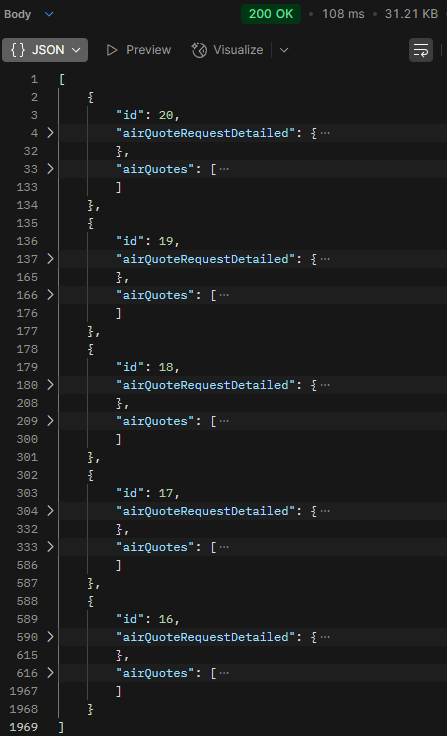 Body 200 OK • 108 ms • 31.21 KB
{} JSON Preview Visualize
1 [
2 {
3 "id": 20,
4 "airQuoteRequestDetailed": { ...
32 },
33 "airQuotes": [ ...
133 ]
134 },
135 {
136 "id": 19,
137 "airQuoteRequestDetailed": { ...
165 },
166 "airQuotes": [ ...
176 ]
177 },
178 {
179 "id": 18,
180 "airQuoteRequestDetailed": { ...
208 },
209 "airQuotes": [ ...
300 ]
301 },
302 {
303 "id": 17,
304 "airQuoteRequestDetailed": { ...
332 },
333 "airQuotes": [ ...
586 ]
587 },
588 {
589 "id": 16,
590 "airQuoteRequestDetailed": { ...
615 },
616 "airQuotes": [ ...
1967 ]
1968 }
1969 ]